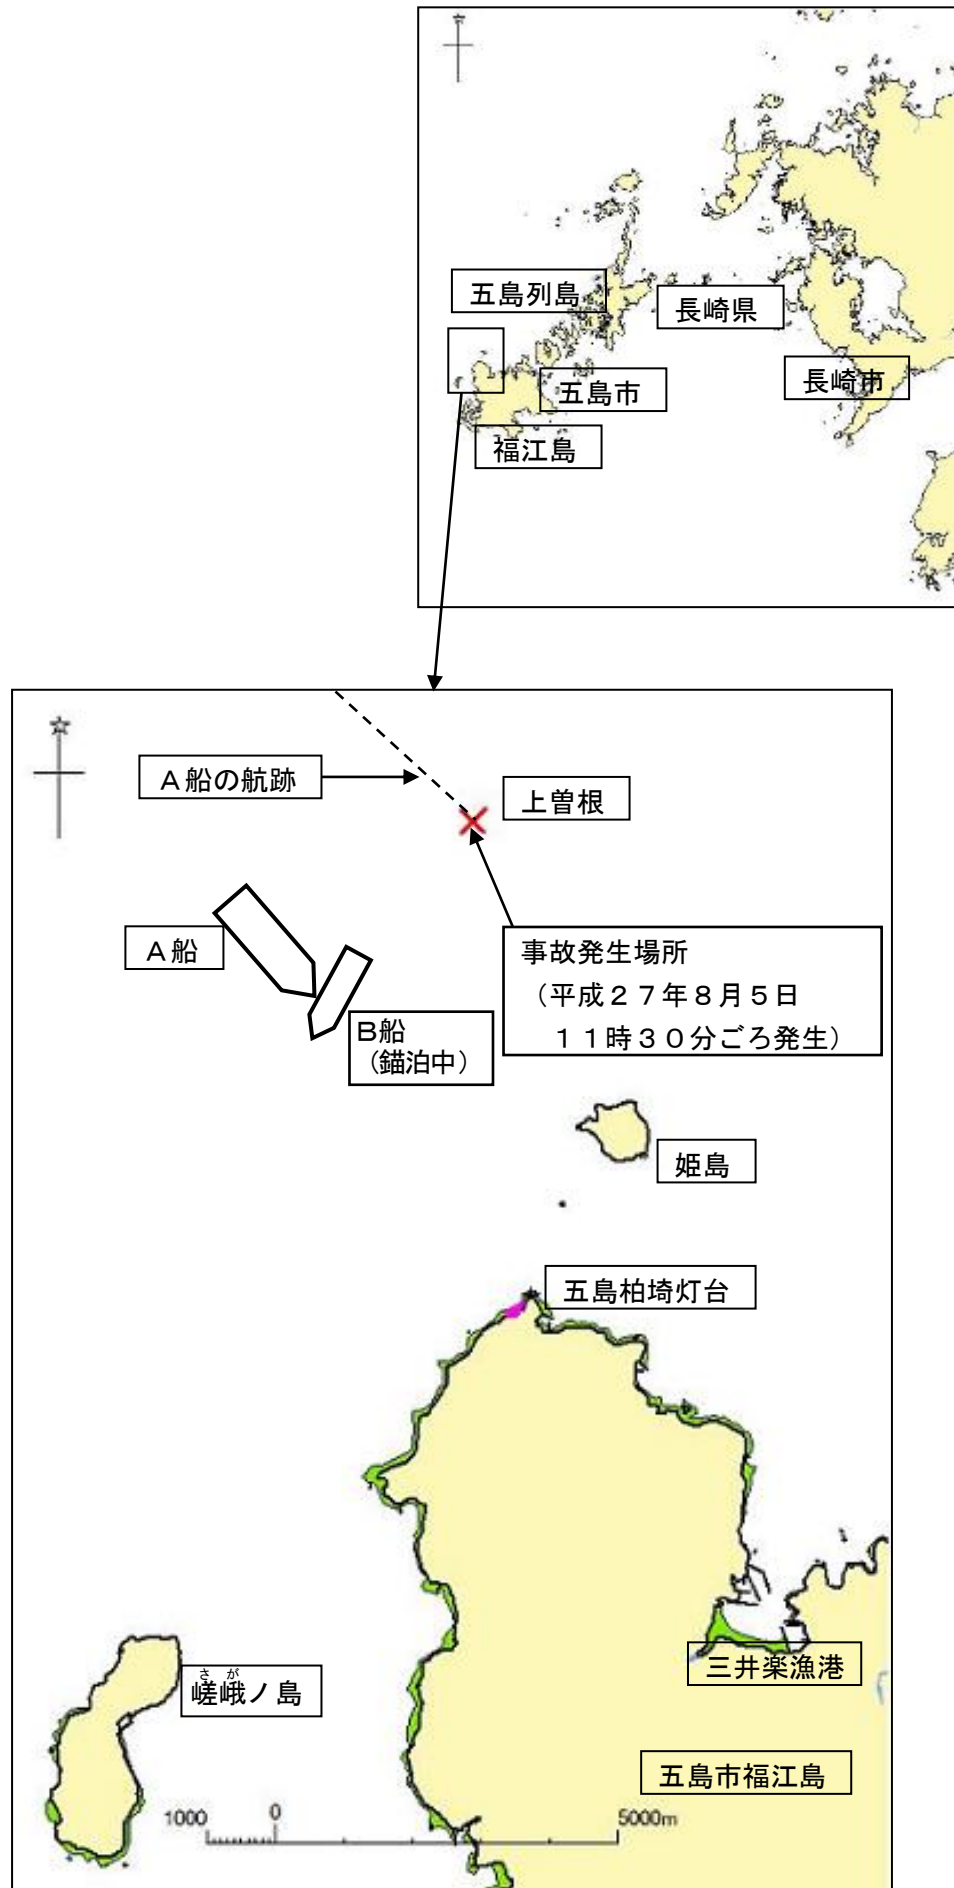 五島列島
長崎県
長崎市
五島市
福江島
A船の航跡
上曽根
A船
事故発生場所
（平成２７年８月５日
１１時３０分ごろ発生）
B船
（錨泊中）
姫島
五島柏埼灯台
三井楽漁港
さが
嵯峨ノ島
五島市福江島
1000 0 5000m